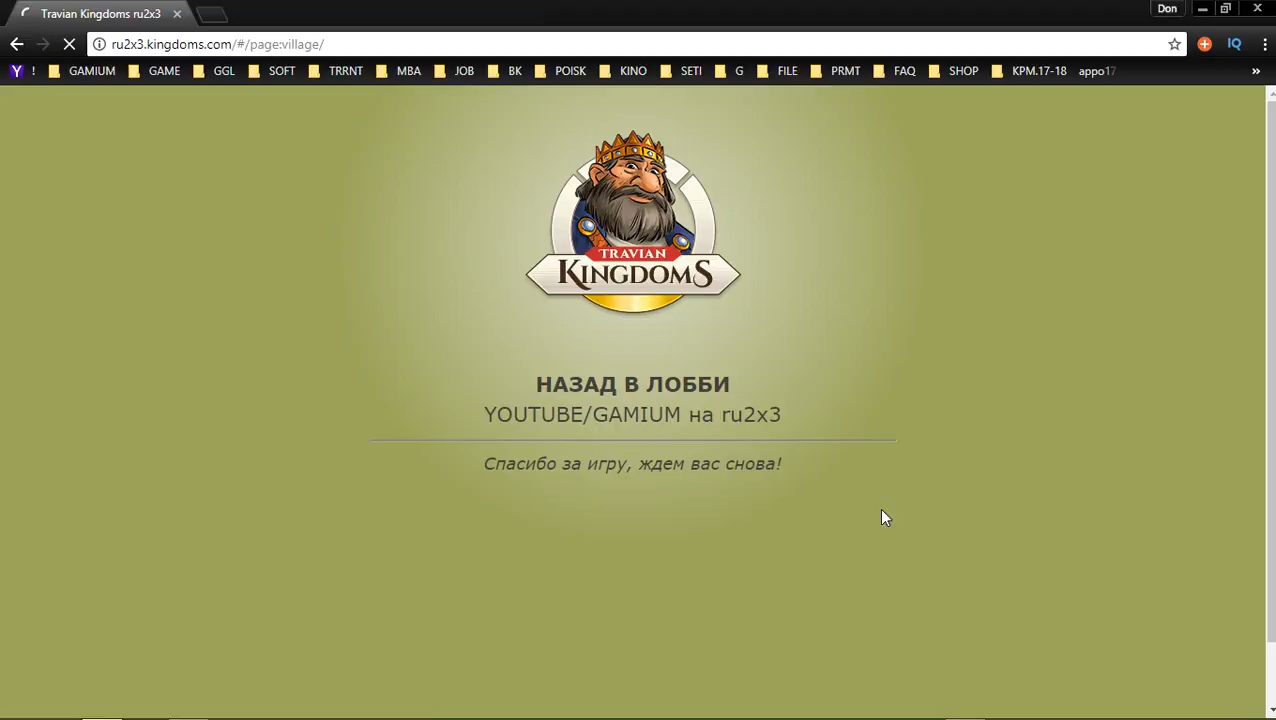 Travian Kingdoms ru2x3
Don
ru2x3.kingdoms.com/#/page:village/
IQ
Y ! GAMIUM GAME GGL SOFT TRRNT MBA JOB BK POISK KINO SETI G FILE PRMT FAQ SHOP KPM.17-18 appo17 »
TRAVIAN
KINGDOMS
НАЗАД В ЛОББИ
YOUTUBE/GAMIUM на ru2x3
Спасибо за игру, ждем вас снова!